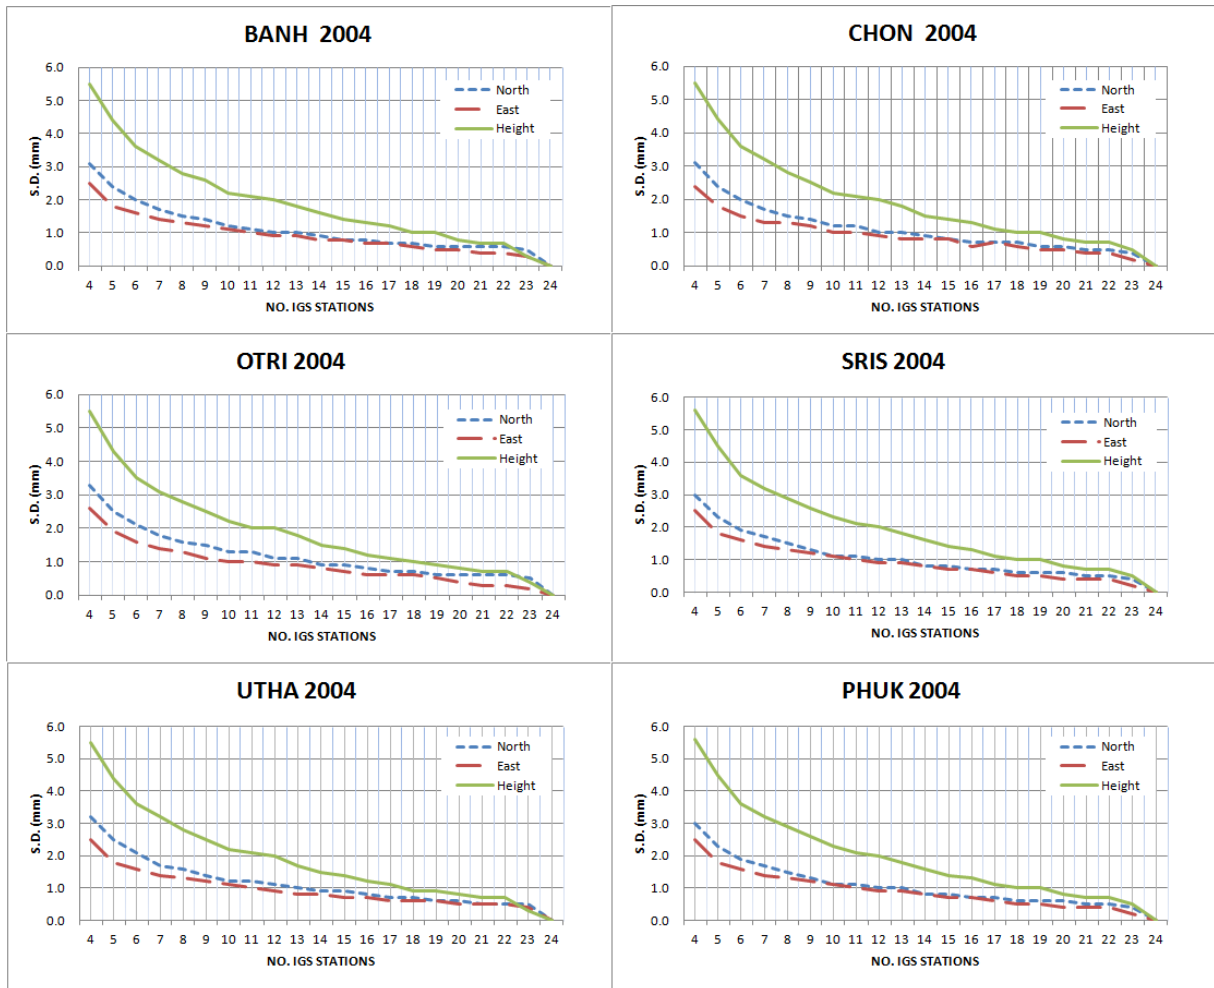 BANH 2004
6.0
5.0
4.0
3.0
2.0
1.0
0.0
S.D. (mm)
North
East
Height
4 5 6 7 8 9 10 11 12 13 14 15 16 17 18 19 20 21 22 23 24
NO. IGS STATIONS
CHON 2004
6.0
5.0
4.0
3.0
2.0
1.0
0.0
S.D. (mm)
North
East
Height
4 5 6 7 8 9 10 11 12 13 14 15 16 17 18 19 20 21 22 23 24
NO. IGS STATIONS
OTRI 2004
6.0
5.0
4.0
3.0
2.0
1.0
0.0
S.D. (mm)
North
East
Height
4 5 6 7 8 9 10 11 12 13 14 15 16 17 18 19 20 21 22 23 24
NO. IGS STATIONS
SRIS 2004
6.0
5.0
4.0
3.0
2.0
1.0
0.0
S.D. (mm)
North
East
Height
4 5 6 7 8 9 10 11 12 13 14 15 16 17 18 19 20 21 22 23 24
NO. IGS STATIONS
UTHA 2004
6.0
5.0
4.0
3.0
2.0
1.0
0.0
S.D. (mm)
North
East
Height
4 5 6 7 8 9 10 11 12 13 14 15 16 17 18 19 20 21 22 23 24
NO. IGS STATIONS
PHUK 2004
6.0
5.0
4.0
3.0
2.0
1.0
0.0
S.D. (mm)
North
East
Height
4 5 6 7 8 9 10 11 12 13 14 15 16 17 18 19 20 21 22 23 24
NO. IGS STATIONS